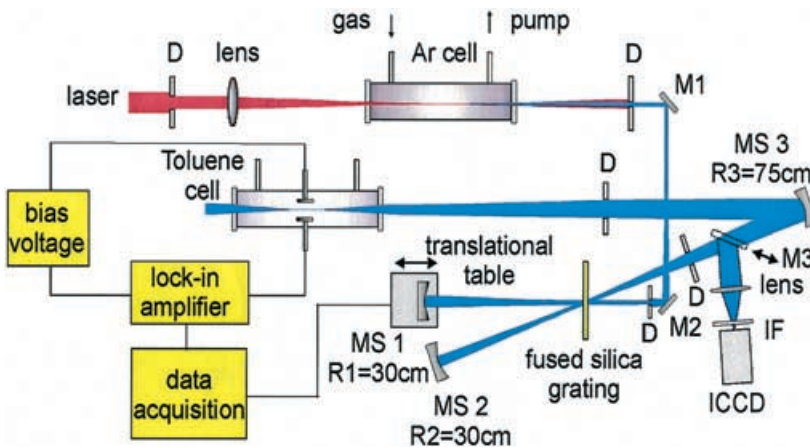 gas
pump
D
lens
Ar cell
D
M1
laser
MS 3
R3=75cm
Toluene
cell
D
bias
voltage
translational
table
M3
lens
lock-in
amplifier
D
D
M2
IF
MS 1
R1=30cm
fused silica
grating
data
acquisition
MS 2
R2=30cm
ICCD